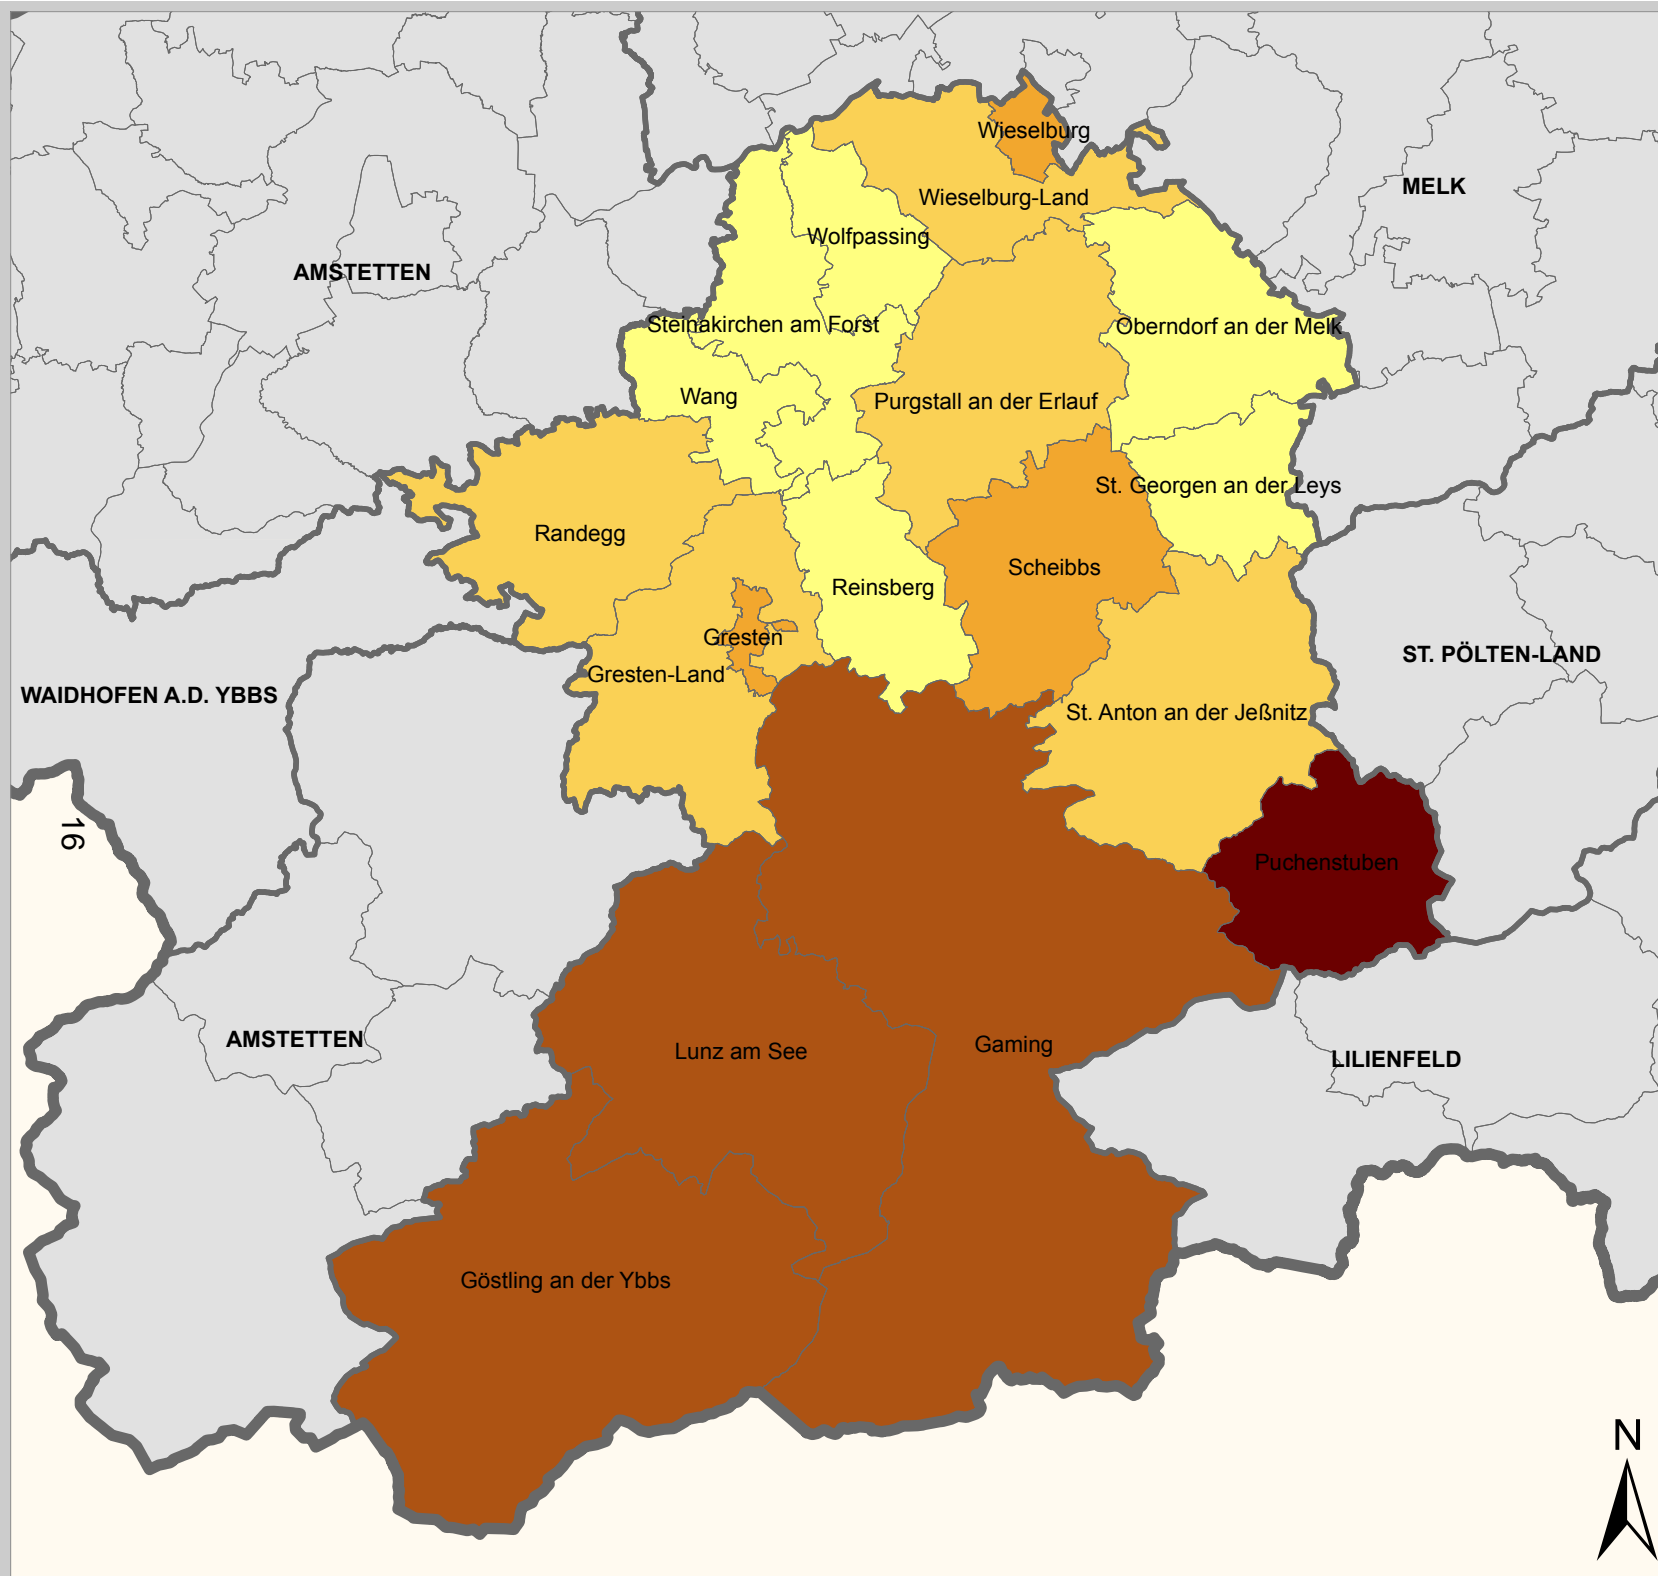 Wieselburg
MELK
Wieselburg-Land
Wolfpassing
AMSTETTEN
Steinakirchen am Forst
Oberndorf an der Melk
Wang
Purgstall an der Erlauf
St. Georgen an der Leys
Randegg
Scheibbs
Reinsberg
Gresten
ST. PÖLTEN-LAND
Gresten-Land
WAIDHOFEN A.D. YBBS
St. Anton an der Jeßnitz
16
Puchenstuben
AMSTETTEN
Gaming
Lunz am See
LILIENFELD
Göstling an der Ybbs
N